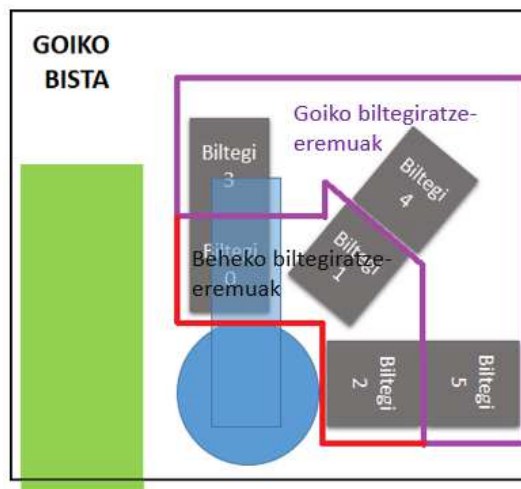 GOIKO
BISTA
Goiko biltegiratze-
eremuak
Biltegi
3
Biltegi
4
Biltegi
0
Beheko biltegiratze-
eremuak
Biltegi
1
Biltegi
2
Biltegi
5